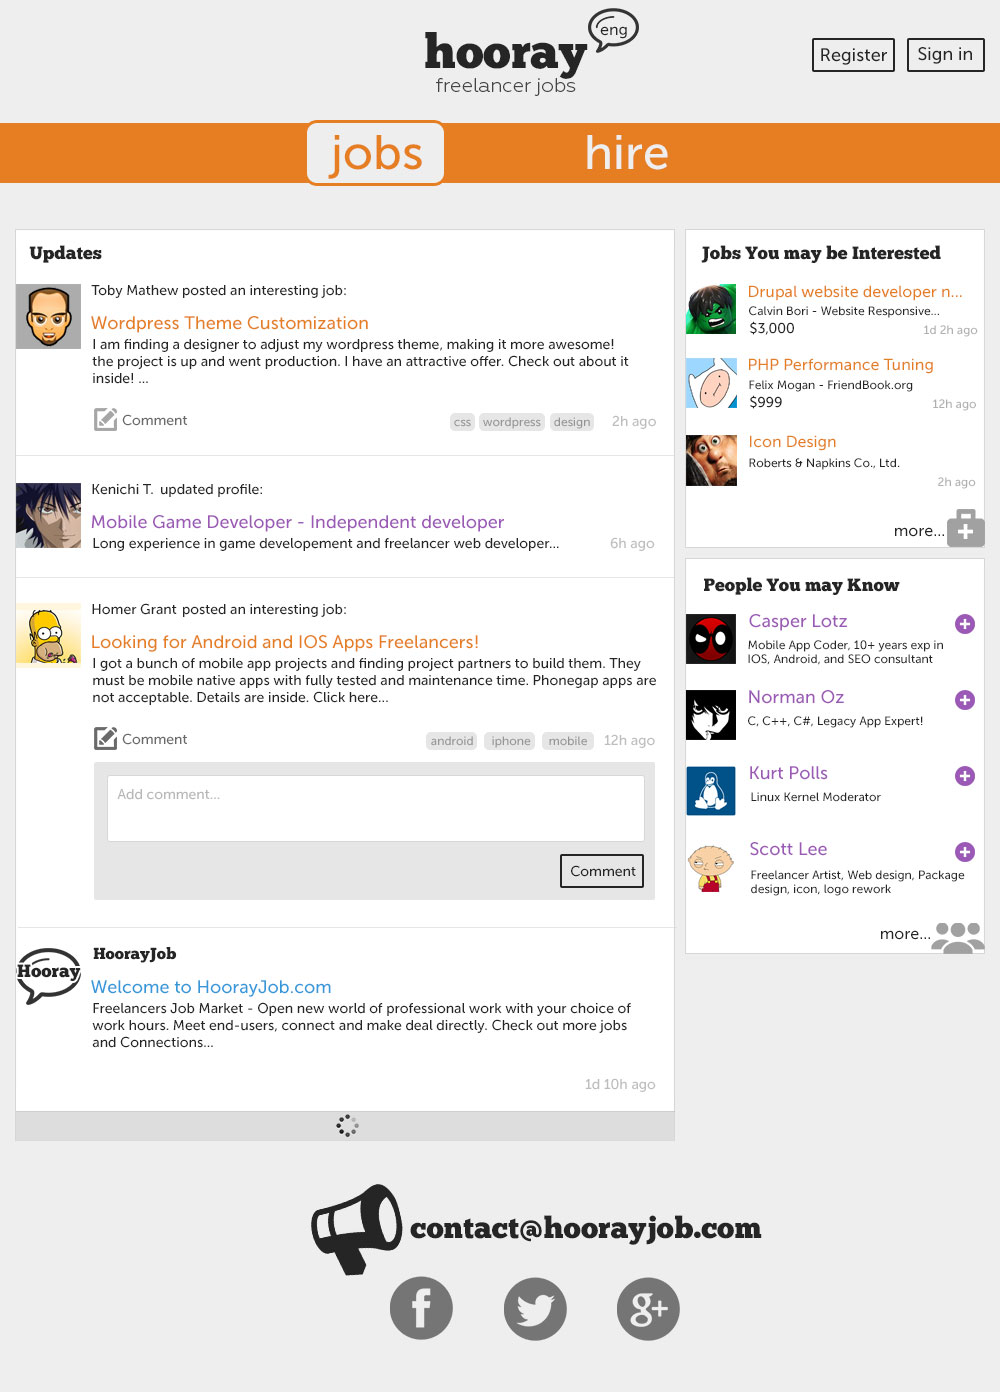 eng
hooray
freelancer jobs
Register
Sign in
jobs
hire
Updates
Toby Mathew posted an interesting job:
Wordpress Theme Customization
I am finding a designer to adjust my wordpress theme, making it more awesome!
the project is up and went production. I have an attractive offer. Check out about it
inside! ...
Comment
css wordpress design 2h ago
Kenichi T. updated profile:
Mobile Game Developer - Independent developer
Long experience in game developement and freelancer web developer...
6h ago
Homer Grant posted an interesting job:
Looking for Android and IOS Apps Freelancers!
I got a bunch of mobile app projects and finding project partners to build them. They
must be mobile native apps with fully tested and maintenance time. Phonegap apps are
not acceptable. Details are inside. Click here...
Comment
android iphone mobile 12h ago
Add comment...
Comment
Hooray
HoorayJob
Welcome to HoorayJob.com
Freelancers Job Market - Open new world of professional work with your choice of
work hours. Meet end-users, connect and make deal directly. Check out more jobs
and Connections...
1d 10h ago
Jobs You may be Interested
Drupal website developer n...
Calvin Bori - Website Responsive...
$3,000
1d 2h ago
PHP Performance Tuning
Felix Mogan - FriendBook.org
$999
12h ago
Icon Design
Roberts & Napkins Co., Ltd.
2h ago
more...
People You may Know
Casper Lotz
Mobile App Coder, 10+ years exp in
IOS, Android, and SEO consultant
Norman Oz
C, C++, C#, Legacy App Expert!
Kurt Polls
Linux Kernel Moderator
Scott Lee
Freelancer Artist, Web design, Package
design, icon, logo rework
more...
contact@hoorayjob.com
f
g+